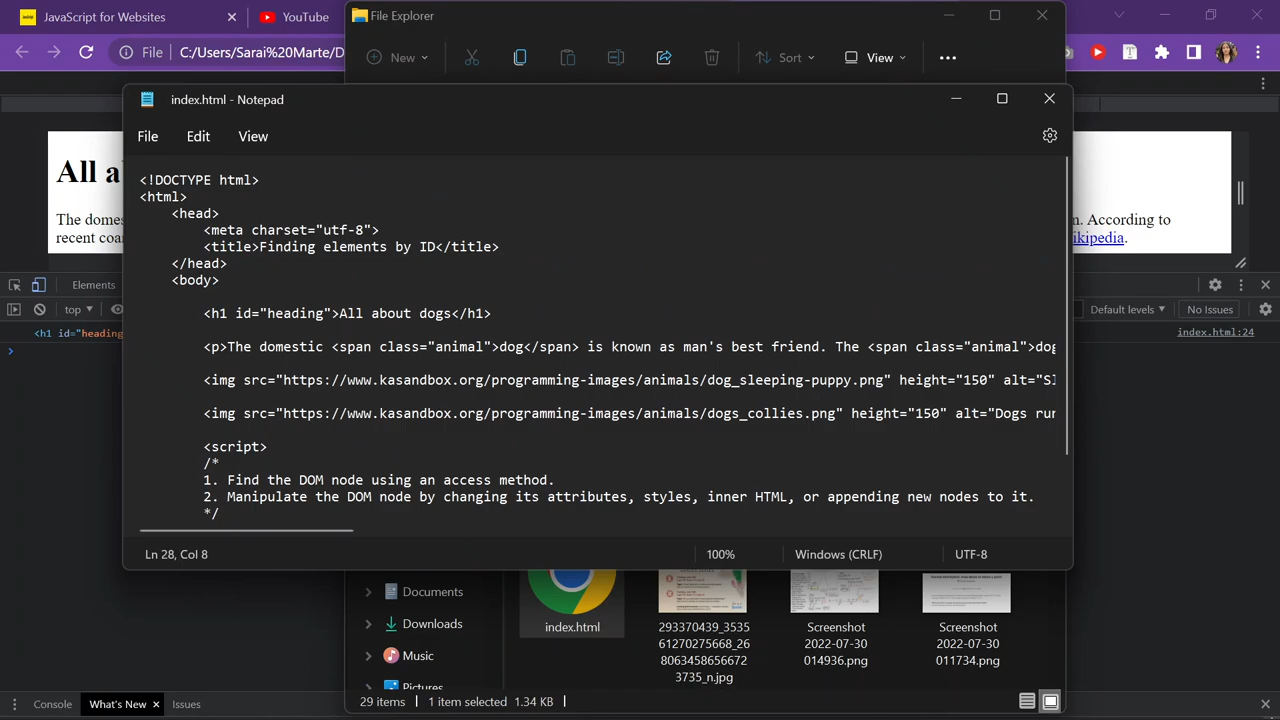 JavaScript for Websites
YouTube
File Explorer
File
C:/Users/Sarai%20Marte/D
New
Sort
View
index.html - Notepad
File
Edit
View
<!DOCTYPE html>
<html>
<head>
<meta charset="utf-8">
<title>Finding elements by ID</title>
</head>
<body>
<h1 id="heading">All about dogs</h1>
<p>The domestic <span class="animal">dog</span> is known as man's best friend. The <span class="animal">dog
<img src="https://www.kasandbox.org/programming-images/animals/dog_sleeping-puppy.png" height="150" alt="Sl
<img src="https://www.kasandbox.org/programming-images/animals/dogs_collies.png" height="150" alt="Dogs run
<script>
/*
1. Find the DOM node using an access method.
2. Manipulate the DOM node by changing its attributes, styles, inner HTML, or appending new nodes to it.
*/
Ln 28, Col 8
100%
Windows (CRLF)
UTF-8
All a
The domes
recent coa
m. According to
ikipedia.
Elements
top
Default levels
No Issues
<h1 id="heading
index.html:24
Documents
Downloads
Music
Pictures
index.html
293370439_3535
61270275668_26
8063458656672
3735_n.jpg
Screenshot
2022-07-30
014936.png
Screenshot
2022-07-30
011734.png
29 items
1 item selected
1.34 KB
Console
What's New
Issues